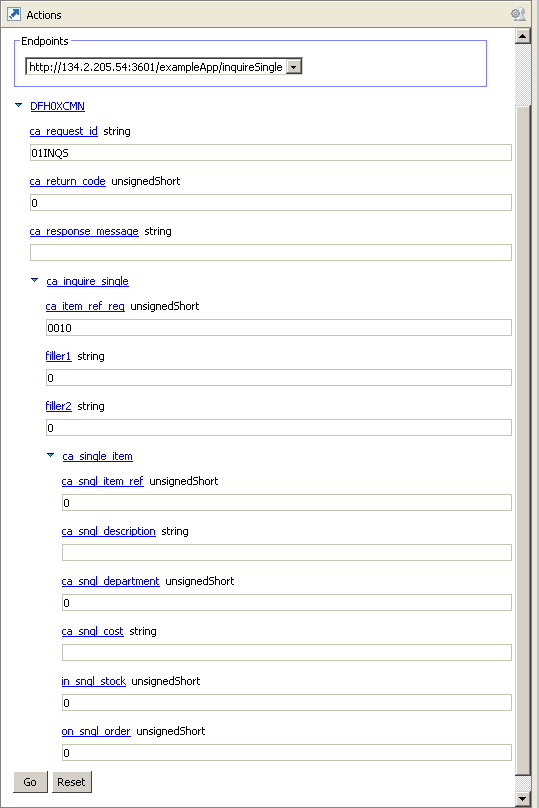 Actions
Endpoints
http://134.2.205.54:3601/exampleApp/inquireSingle
DFH0XCMN
ca_request_id string
01INQS
ca_return_code unsignedShort
0
ca_response_message string
ca_inquire_single
ca_item_ref_req unsignedShort
0010
filler1 string
0
filler2 string
0
ca_single_item
ca_sngl_item_ref unsignedShort
0
ca_sngl_description string
ca_sngl_department unsignedShort
0
ca_sngl_cost string
in_sngl_stock unsignedShort
0
on_sngl_order unsignedShort
0
Go Reset